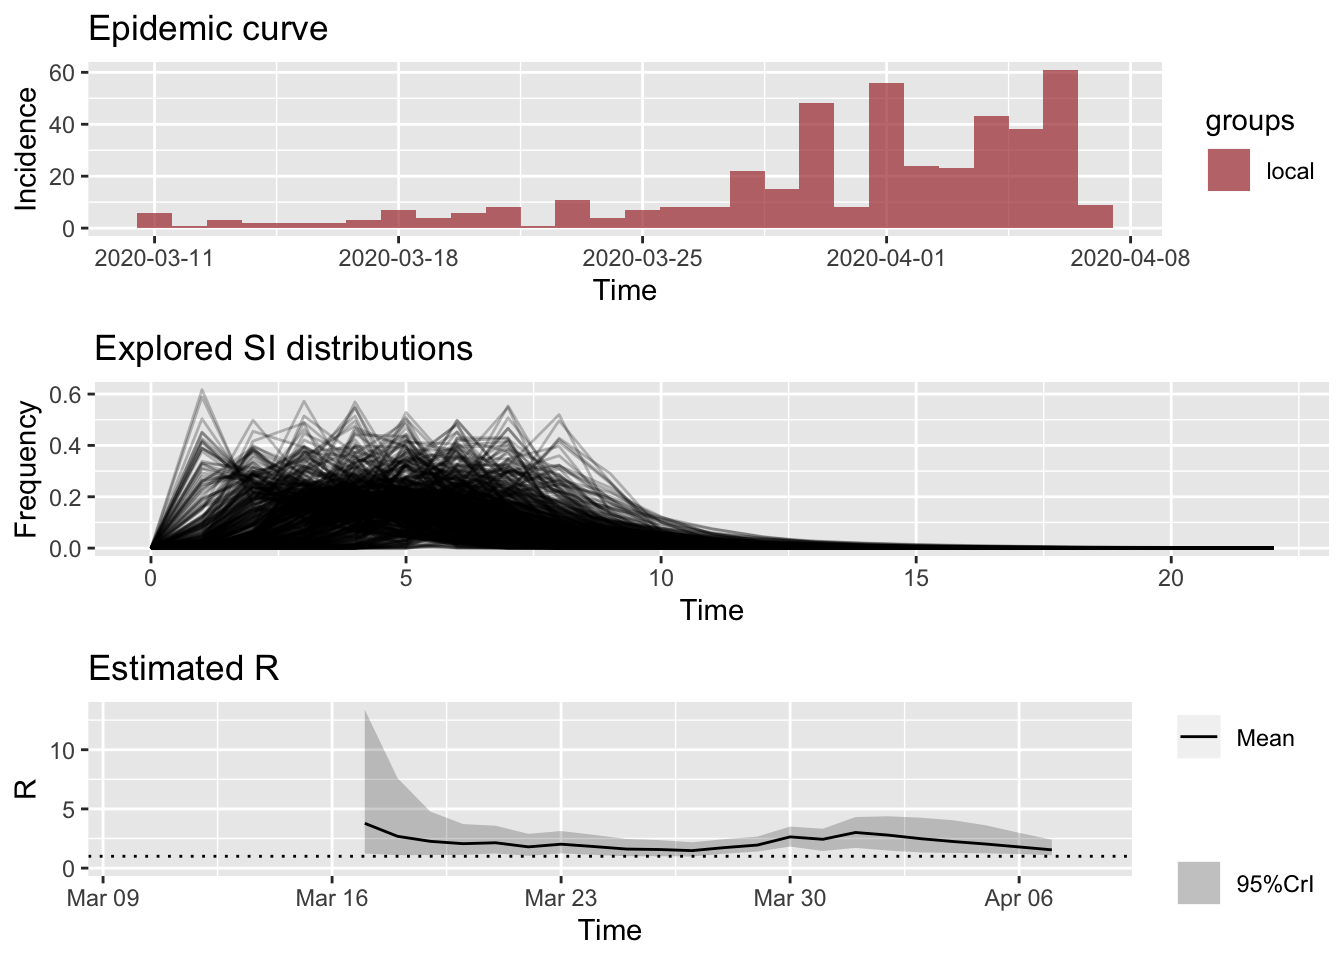 Epidemic curve
Incidence
60
40
20
0
2020-03-11 2020-03-18 2020-03-25 2020-04-01 2020-04-08
Time
groups
local
Explored SI distributions
Frequency
0.6
0.4
0.2
0.0
0 5 10 15 20
Time
Estimated R
R
10
5
0
Mar 09 Mar 16 Mar 23 Mar 30 Apr 06
Time
Mean
95%CrI